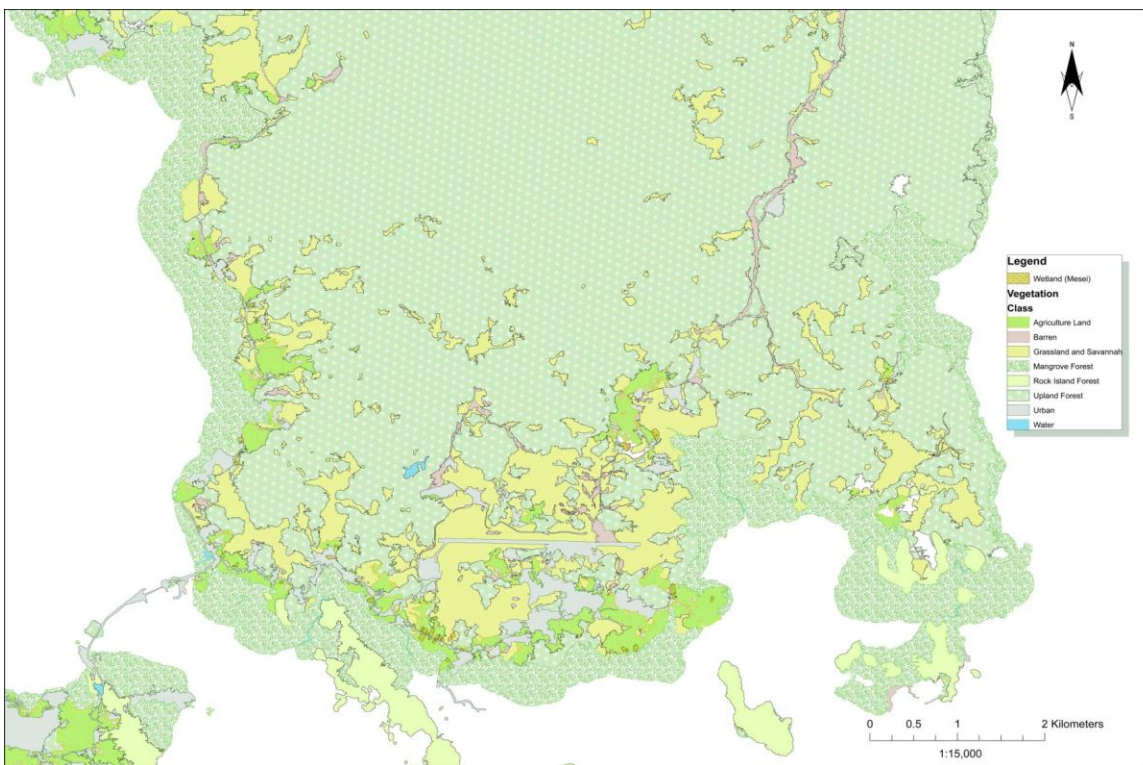 N
S
Legend
Wetland (Mesei)
Vegetation
Class
Agriculture Land
Barren
Grassland and Savannah
Mangrove Forest
Rock Island Forest
Upland Forest
Urban
Water
0 0.5 1 2 Kilometers
1:15,000